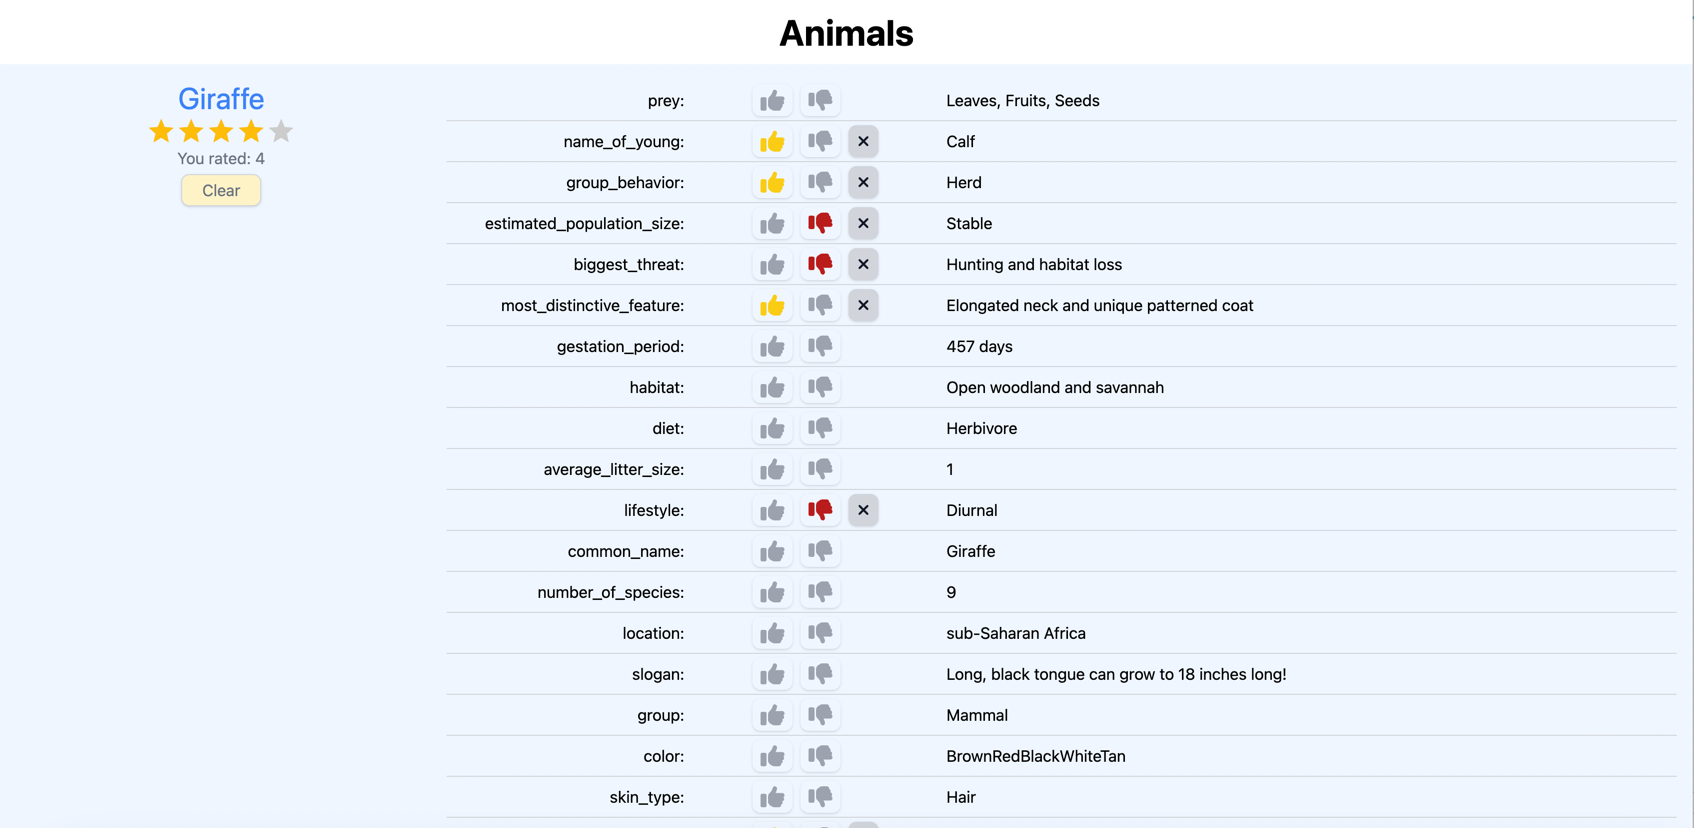 Animals
Giraffe
You rated: 4
Clear
prey: Leaves, Fruits, Seeds
name_of_young: Calf
group_behavior: Herd
estimated_population_size: Stable
biggest_threat: Hunting and habitat loss
most_distinctive_feature: Elongated neck and unique patterned coat
gestation_period: 457 days
habitat: Open woodland and savannah
diet: Herbivore
average_litter_size: 1
lifestyle: Diurnal
common_name: Giraffe
number_of_species: 9
location: sub-Saharan Africa
slogan: Long, black tongue can grow to 18 inches long!
group: Mammal
color: BrownRedBlackWhiteTan
skin_type: Hair